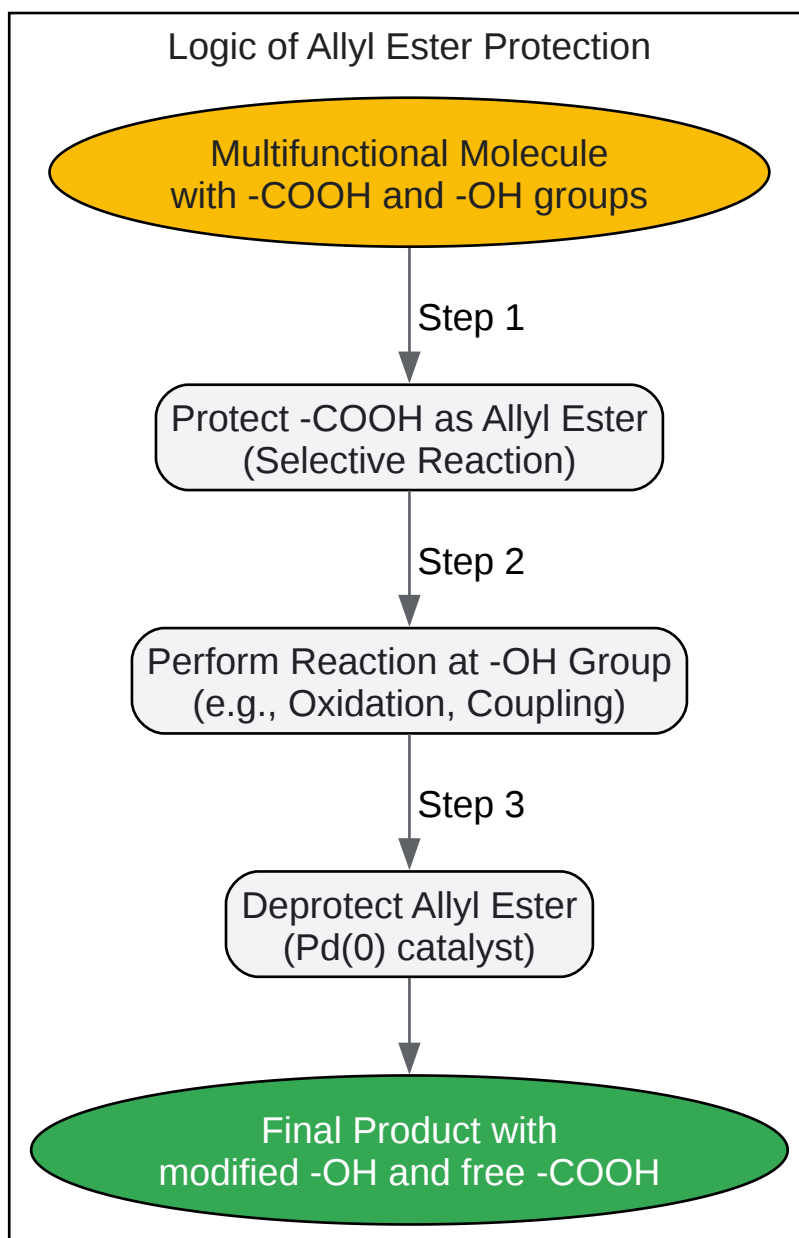 Logic of Allyl Ester Protection
Multifunctional Molecule
with -COOH and -OH groups
Step 1
Protect -COOH as Allyl Ester
(Selective Reaction)
Step 2
Perform Reaction at -OH Group
(e.g., Oxidation, Coupling)
Step 3
Deprotect Allyl Ester
(Pd(0) catalyst)
Final Product with
modified -OH and free -COOH